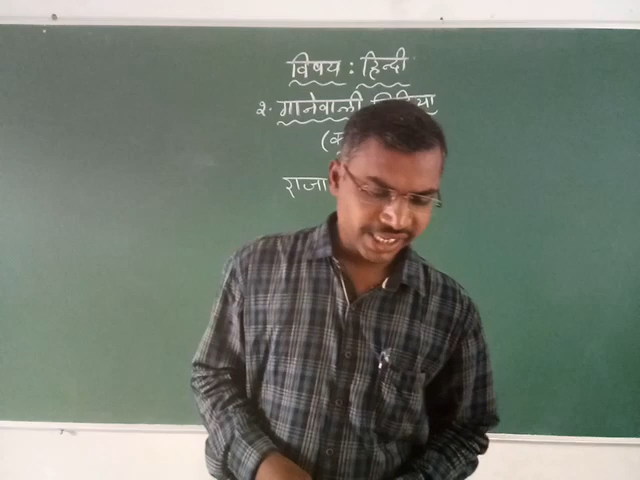 विषय : हिन्दी
२. गानेवाली
राजा